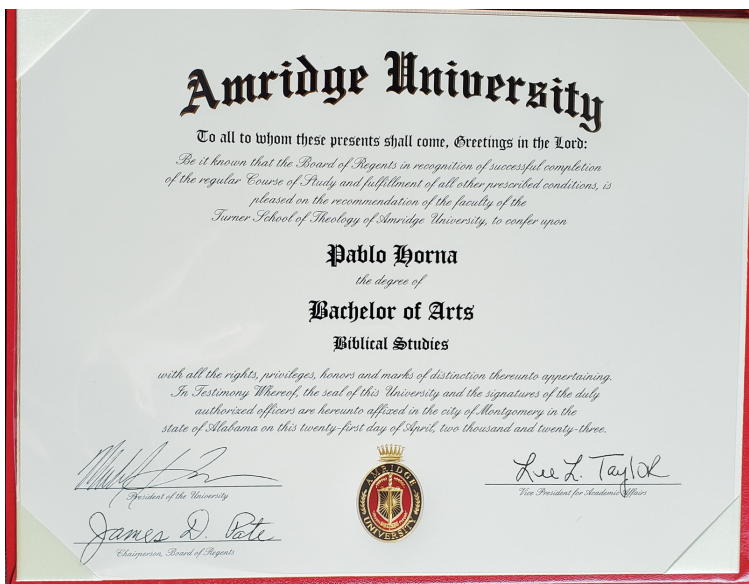 Amridge University
To all to whom these presents shall come, Greetings in the Lord:
Be it known that the Board of Regents in recognition of successful completion
of the regular Course of Study and fulfillment of all other prescribed conditions, is
pleased on the recommendation of the faculty of the
Turner School of Theology of Amridge University, to confer upon
Pablo Horna
the degree of
Bachelor of Arts
Biblical Studies
with all the rights, privileges, honors and marks of distinction thereunto appertaining.
In Testimony Whereof, the seal of this University and the signatures of the duly
authorized officers are hereunto affixed in the city of Montgomery in the
state of Alabama on this twenty-first day of April, two thousand and twenty-three.
President of the University
Lee L. Taylor
Vice President for Academic Affairs
AMRIDGE
UNIVERSITY
James D. Pate
Chairperson, Board of Regents